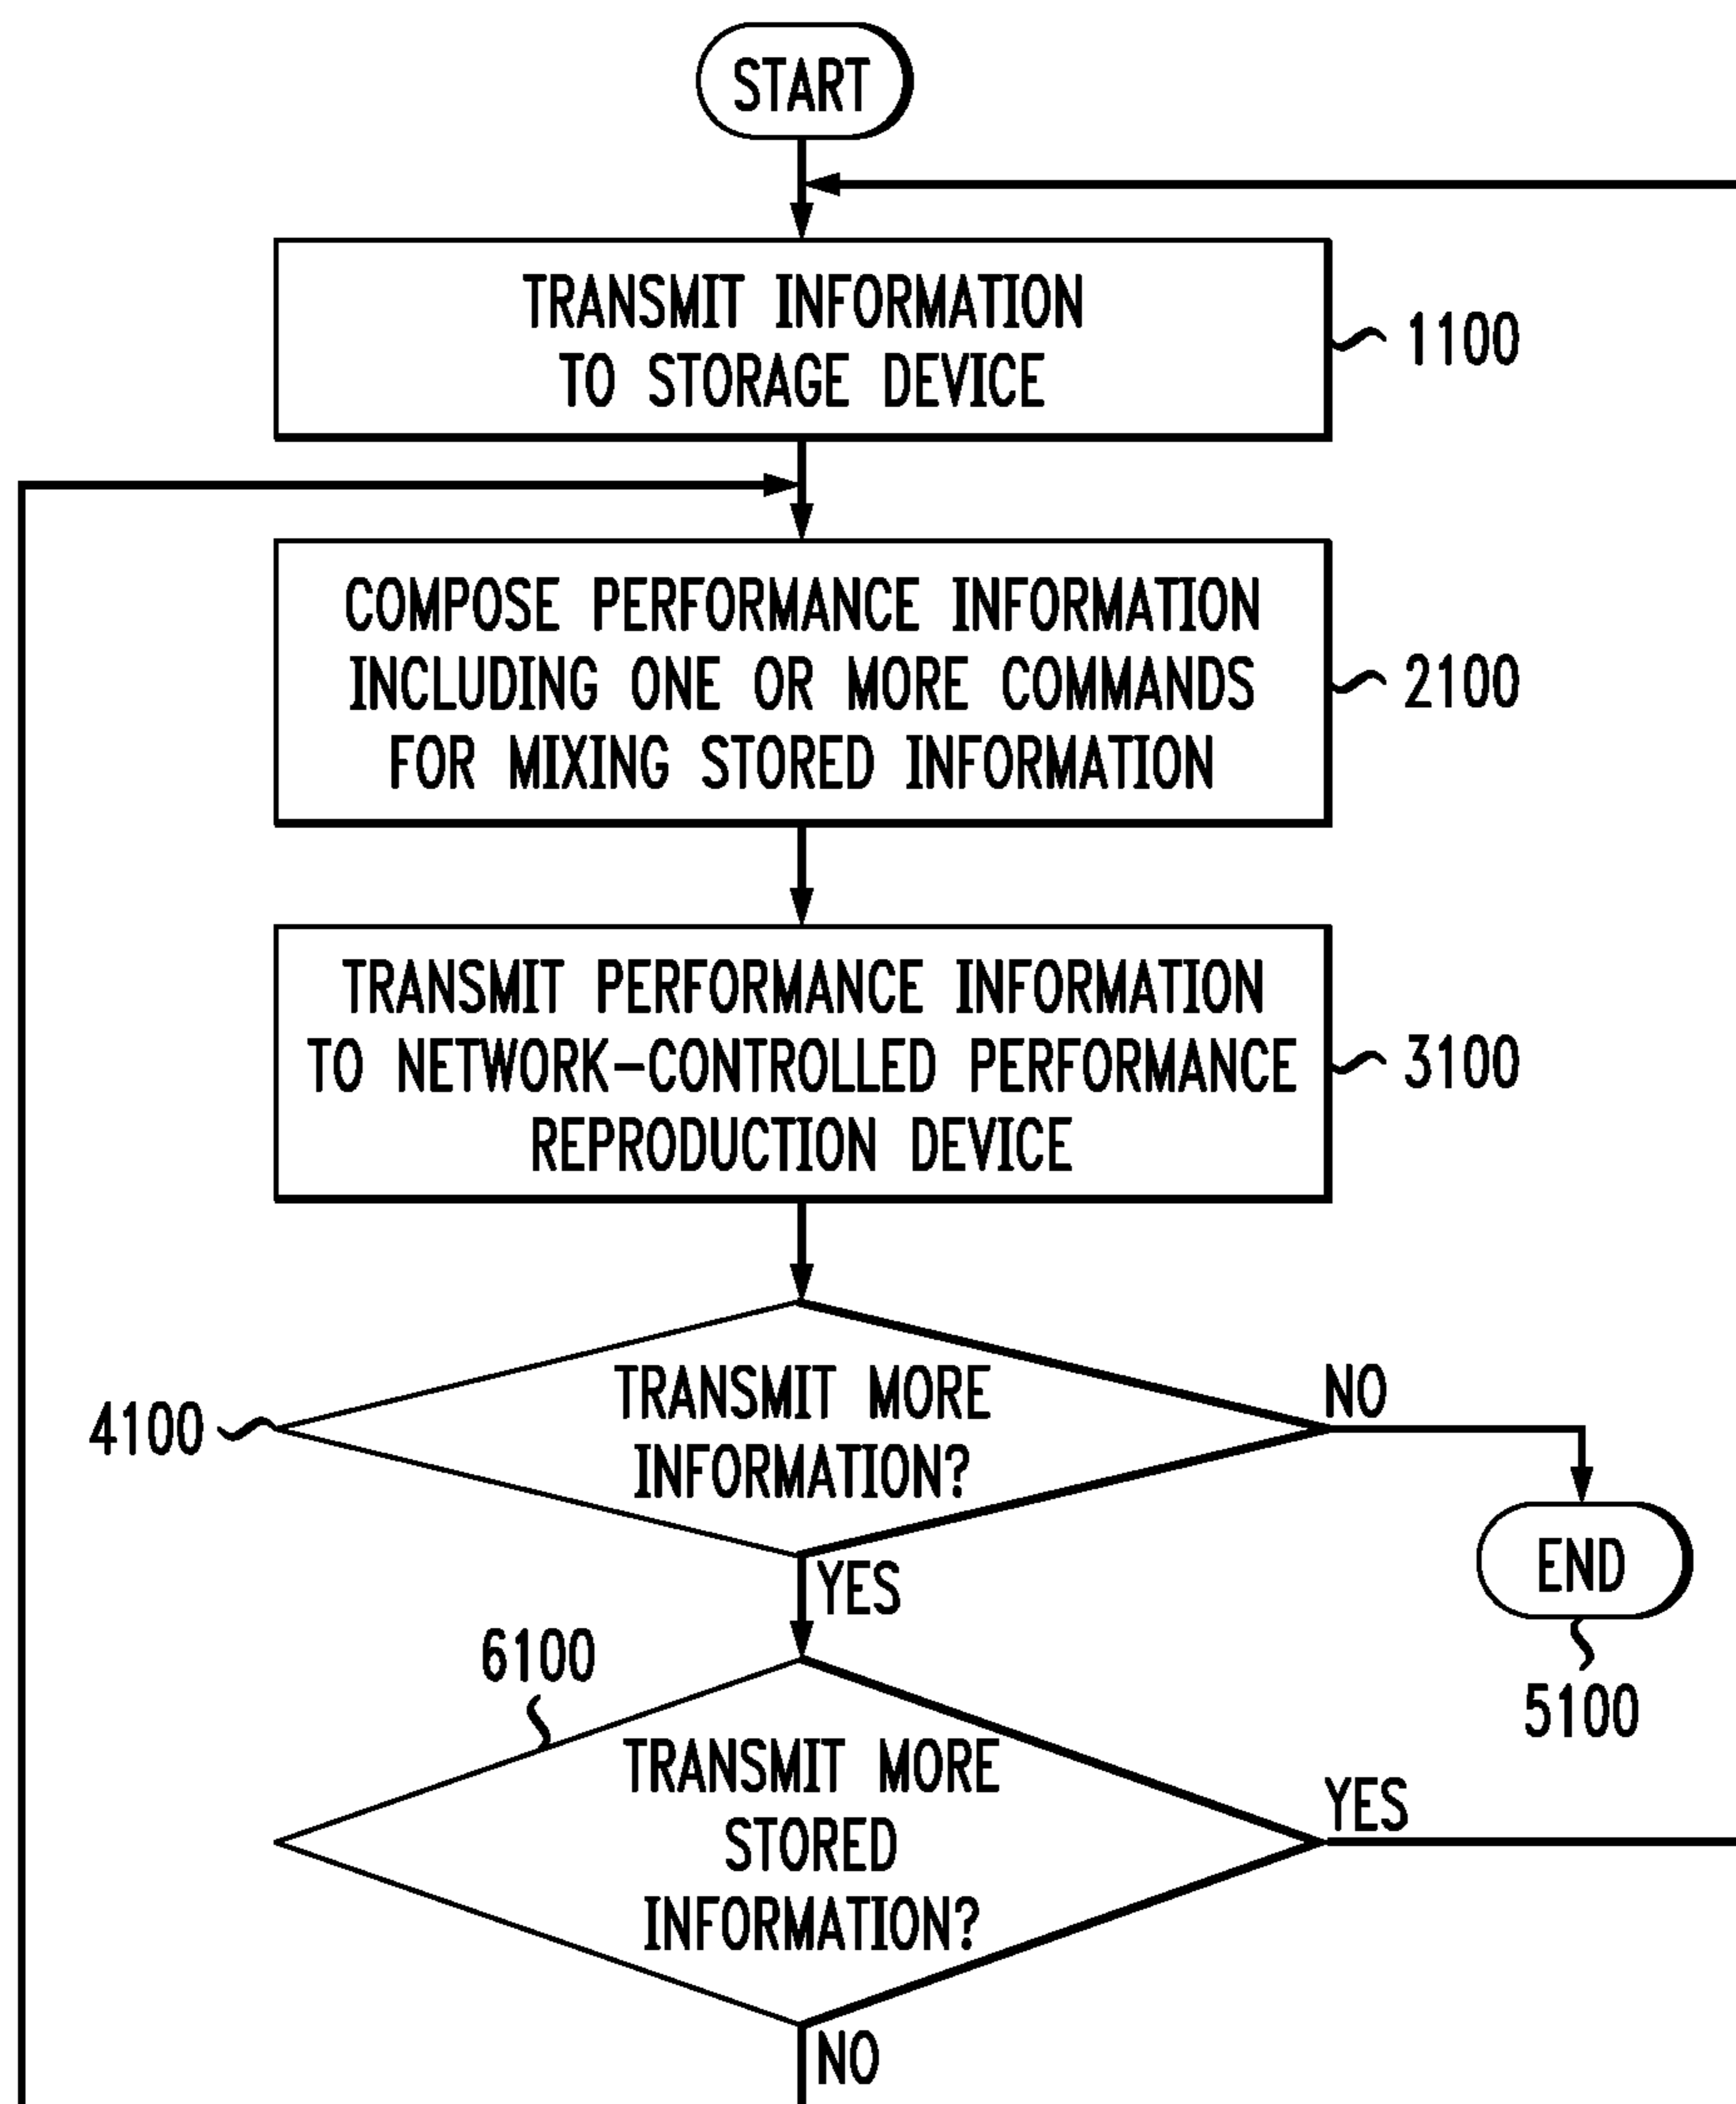 START
TRANSMIT INFORMATION
TO STORAGE DEVICE
1100
COMPOSE PERFORMANCE INFORMATION
INCLUDING ONE OR MORE COMMANDS
FOR MIXING STORED INFORMATION
2100
TRANSMIT PERFORMANCE INFORMATION
TO NETWORK-CONTROLLED PERFORMANCE
REPRODUCTION DEVICE
3100
4100
TRANSMIT MORE
INFORMATION?
NO
YES
END
5100
6100
TRANSMIT MORE
STORED
INFORMATION?
YES
NO